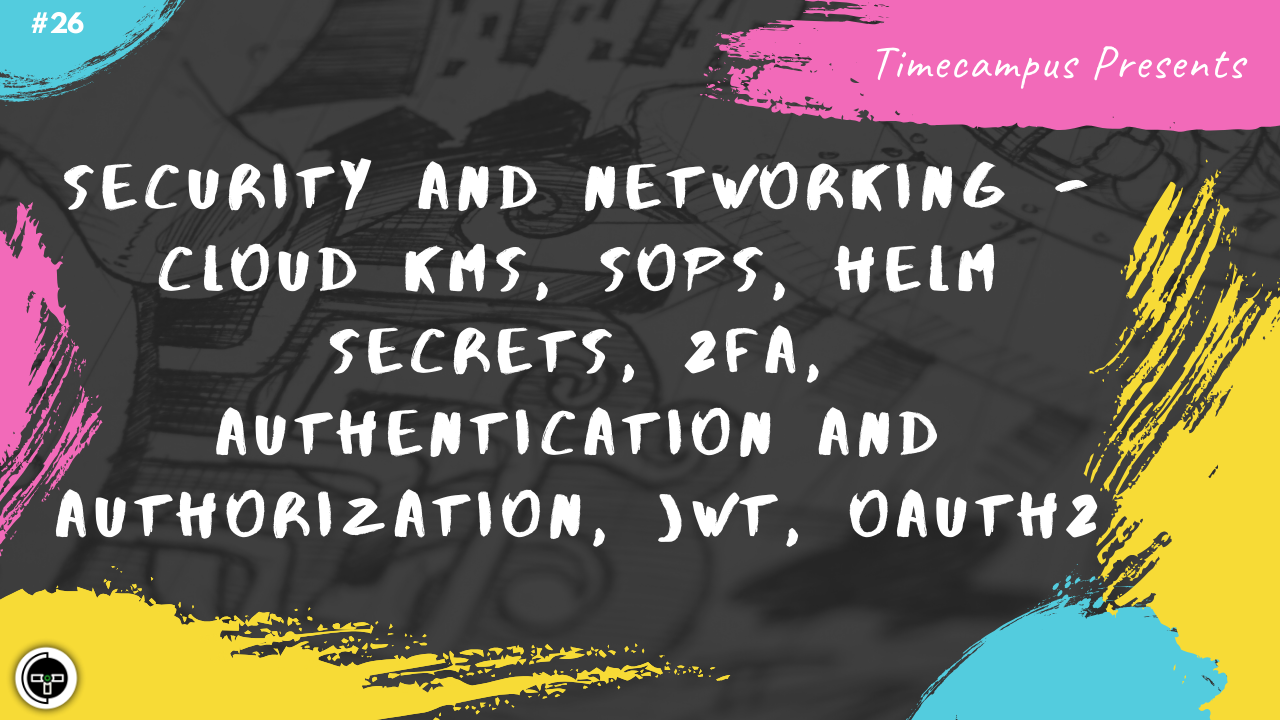 #26
Timecampus Presents
SECURITY AND NETWORKING -
CLOUD KMS, SOPS, HELM
SECRETS, 2FA,
AUTHENTICATION AND
AUTHORIZATION, JWT, OAUTH2